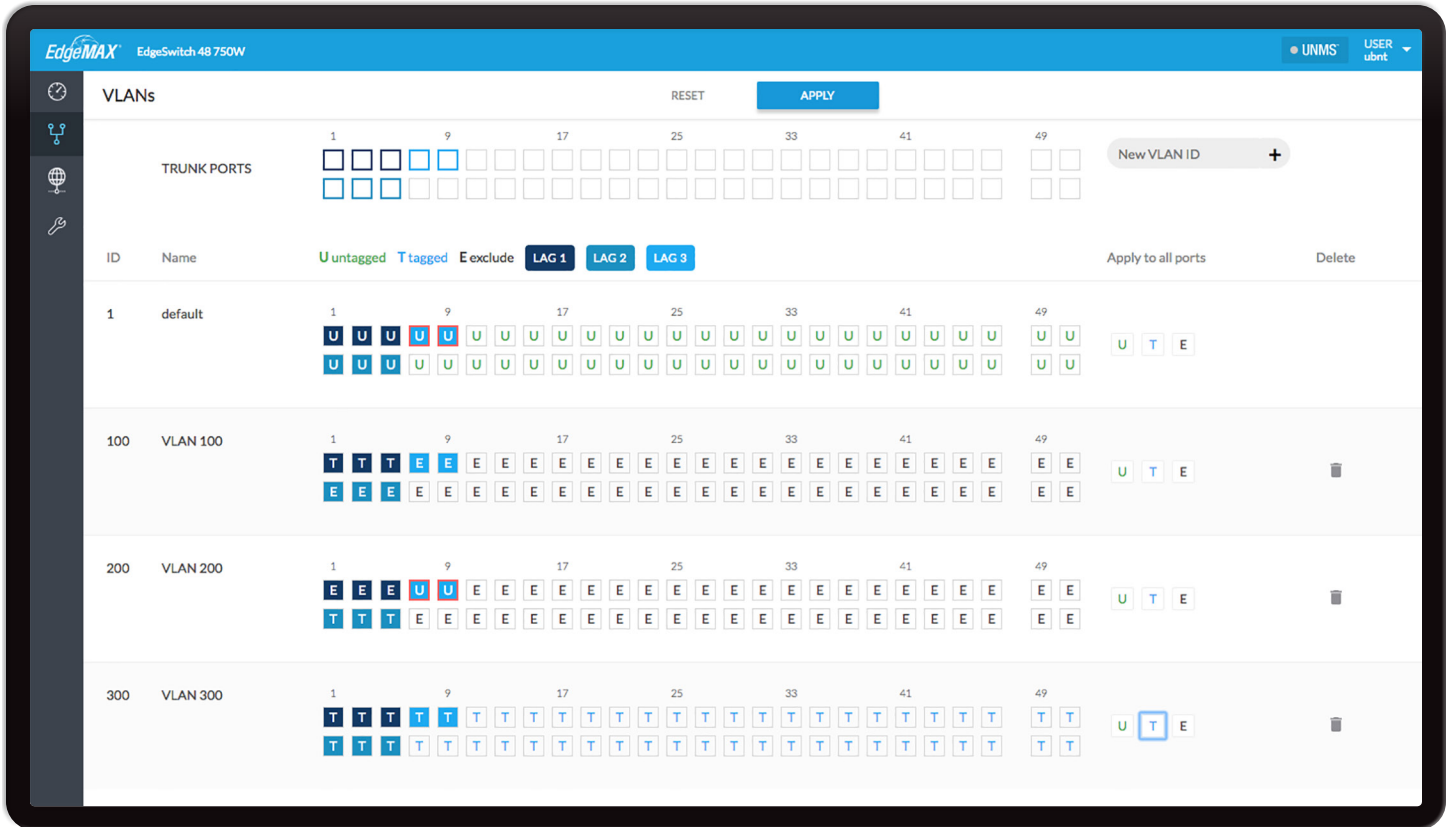 EdgeMAX® EdgeSwitch 48 750W UNMS™ USER
ubnt
VLANs RESET APPLY
1 9 17 25 33 41 49
New VLAN ID +
TRUNK PORTS
ID Name U untagged T tagged E exclude LAG 1 LAG 2 LAG 3 Apply to all ports Delete
1 default 1 9 17 25 33 41 49
U U U U U U U U U U U U U U U U U U U U U U U U U U
U T E
U U U U U U U U U U U U U U U U U U U U U U U U U U
100 VLAN 100 1 9 17 25 33 41 49
T T T E E E E E E E E E E E E E E E E E E E E E E E
U T E
E E E E E E E E E E E E E E E E E E E E E E E E E E
200 VLAN 200 1 9 17 25 33 41 49
E E E U U E E E E E E E E E E E E E E E E E E E E E
U T E
T T T E E E E E E E E E E E E E E E E E E E E E E E
300 VLAN 300 1 9 17 25 33 41 49
T T T T T T T T T T T T T T T T T T T T T T T T T T
U T E
T T T T T T T T T T T T T T T T T T T T T T T T T T